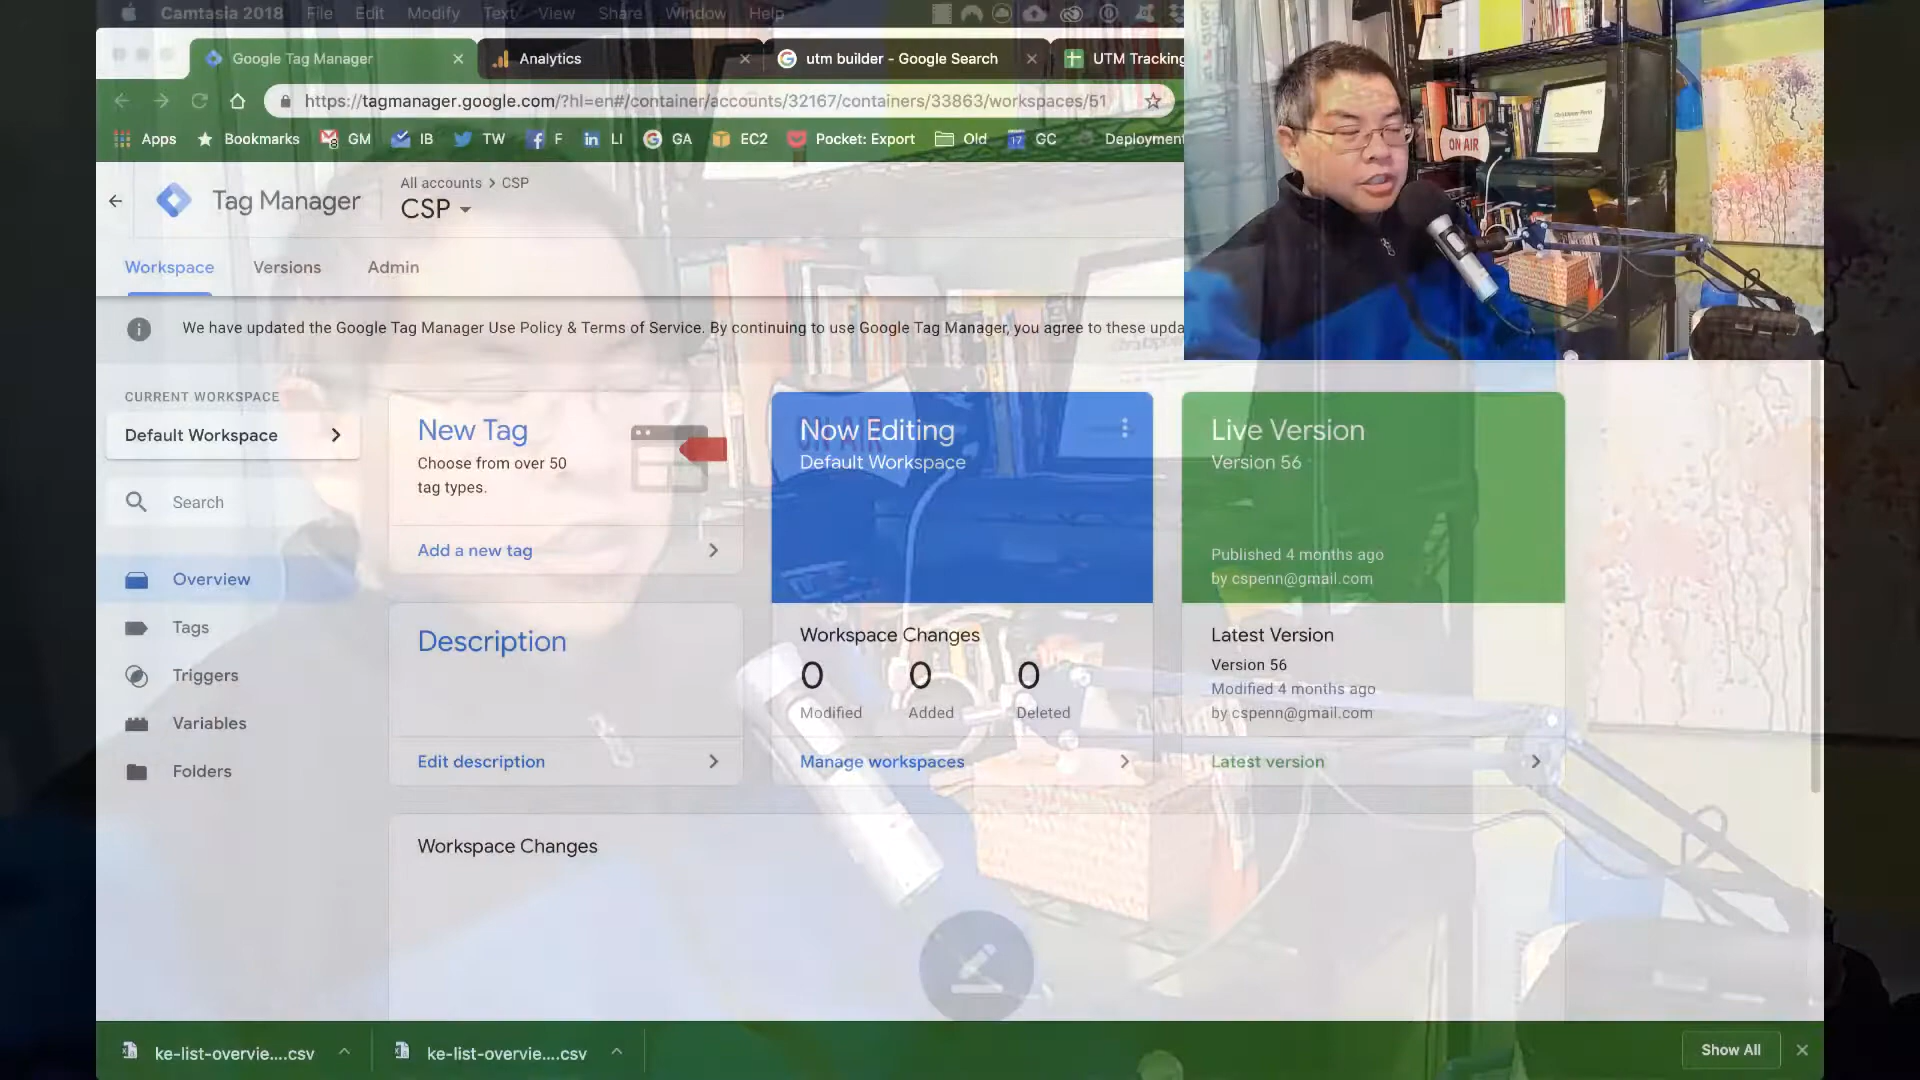 Camtasia 2018 File Edit Modify Text View Share Window Help
Google Tag Manager
Analytics
utm builder - Google Search
UTM Tracking
https://tagmanager.google.com/?hl=en#/container/accounts/32167/containers/33863/workspaces/51
Apps Bookmarks GM IB TW F LI GA EC2 Pocket: Export Old GC Deployment
Tag Manager
All accounts > CSP
CSP
Workspace Versions Admin
We have updated the Google Tag Manager Use Policy & Terms of Service. By continuing to use Google Tag Manager, you agree to these upda
CURRENT WORKSPACE
Default Workspace
Search
Overview
Tags
Triggers
Variables
Folders
New Tag
Choose from over 50
tag types.
Add a new tag
Description
Edit description
Now Editing
Default Workspace
Workspace Changes
0 0 0
Modified Added Deleted
Manage workspaces
Live Version
Version 56
Published 4 months ago
by cspenn@gmail.com
Latest Version
Version 56
Modified 4 months ago
by cspenn@gmail.com
Latest version
Workspace Changes
ON AIR
ke-list-overvie....csv
ke-list-overvie....csv
Show All